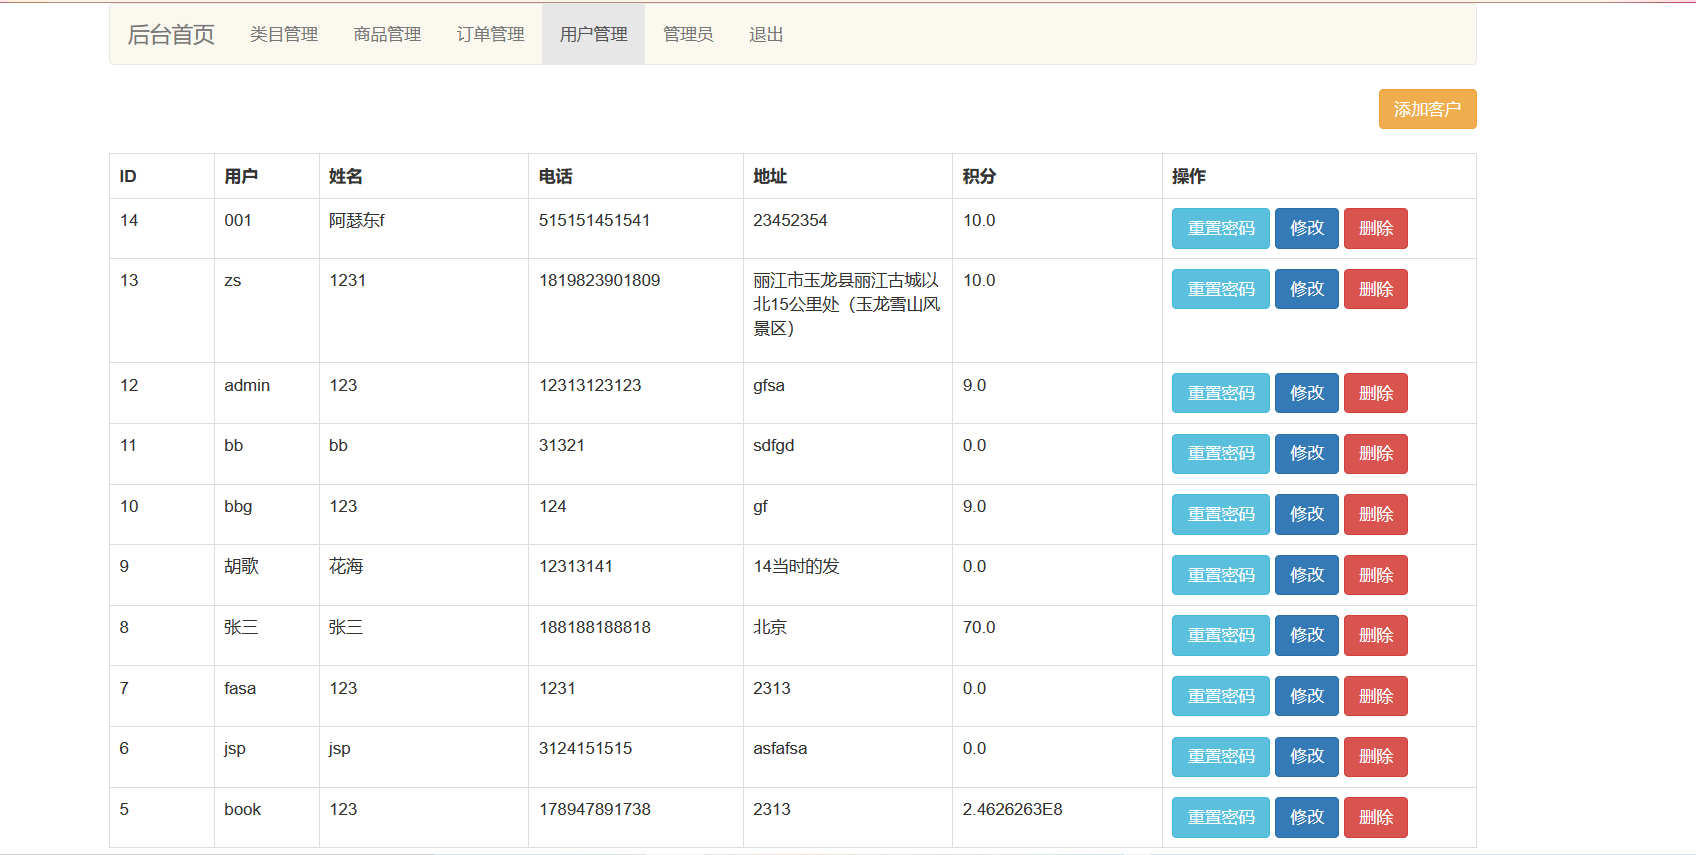 后台首页 类目管理 商品管理 订单管理 用户管理 管理员 退出
添加客户
ID 用户 姓名 电话 地址 积分 操作
14 001 阿瑟东f 515151451541 23452354 10.0 重置密码 修改 删除
13 zs 1231 1819823901809 丽江市玉龙县丽江古城以 10.0 重置密码 修改 删除
北15公里处（玉龙雪山风
景区）
12 admin 123 12313123123 gfsa 9.0 重置密码 修改 删除
11 bb bb 31321 sdfgd 0.0 重置密码 修改 删除
10 bbg 123 124 gf 9.0 重置密码 修改 删除
9 胡歌 花海 12313141 14当时的发 0.0 重置密码 修改 删除
8 张三 张三 188188188818 北京 70.0 重置密码 修改 删除
7 fasa 123 1231 2313 0.0 重置密码 修改 删除
6 jsp jsp 3124151515 asfafsa 0.0 重置密码 修改 删除
5 book 123 178947891738 2313 2.4626263E8 重置密码 修改 删除